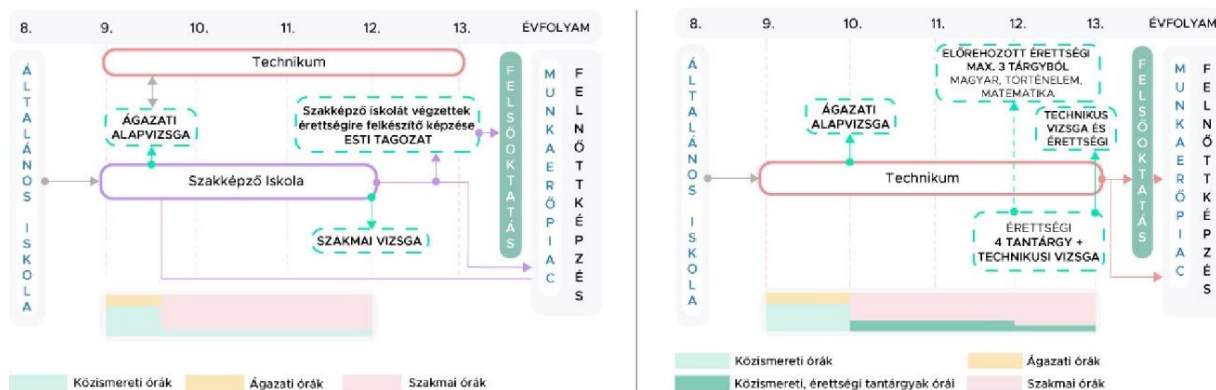 8. 9. 10. 11. 12. 13. ÉVFOLYAM
Technikum
ÁLTALÁNOS ISKOLA
ÁGAZATI
ALAPVIZSGA
Szakképző iskolát végzettek
érettségire felkészítő képzése
ESTI TAGOZAT
FELSŐOKTATÁS
MUNKAERŐPIAC
FELNŐTTKÉPZÉS
Szakképző Iskola
SZAKMAI VIZSGA
Közismereti órák Ágazati órák Szakmai órák
8. 9. 10. 11. 12. 13. ÉVFOLYAM
ELŐREHOZOTT ÉRETTSÉGI
MAX. 3 TÁRGYBÓL
MAGYAR, TÖRTÉNELEM,
MATEMATIKA
ÁLTALÁNOS ISKOLA
ÁGAZATI
ALAPVIZSGA
TECHNIKUS
VIZSGA ÉS
ÉRETTSÉGI
FELSŐOKTATÁS
MUNKAERŐPIAC
FELNŐTTKÉPZÉS
Technikum
ÉRETTSÉGI
4 TANTÁRGY +
TECHNIKUSI VIZSGA
Közismereti órák Ágazati órák
Közismereti, érettségi tantárgyak órái Szakmai órák